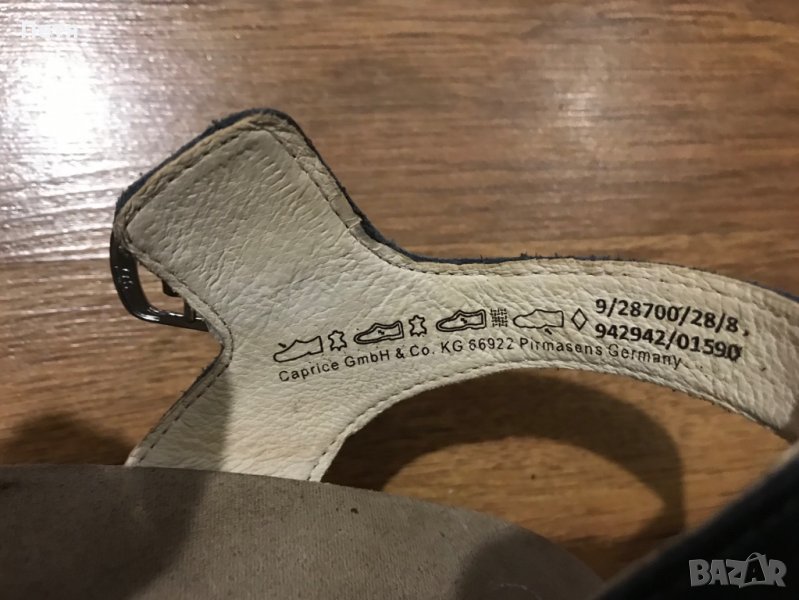 9/28700/28/8
942942/01590
Caprice GmbH & Co. KG 66922 Pirmasens Germany
BAZAR